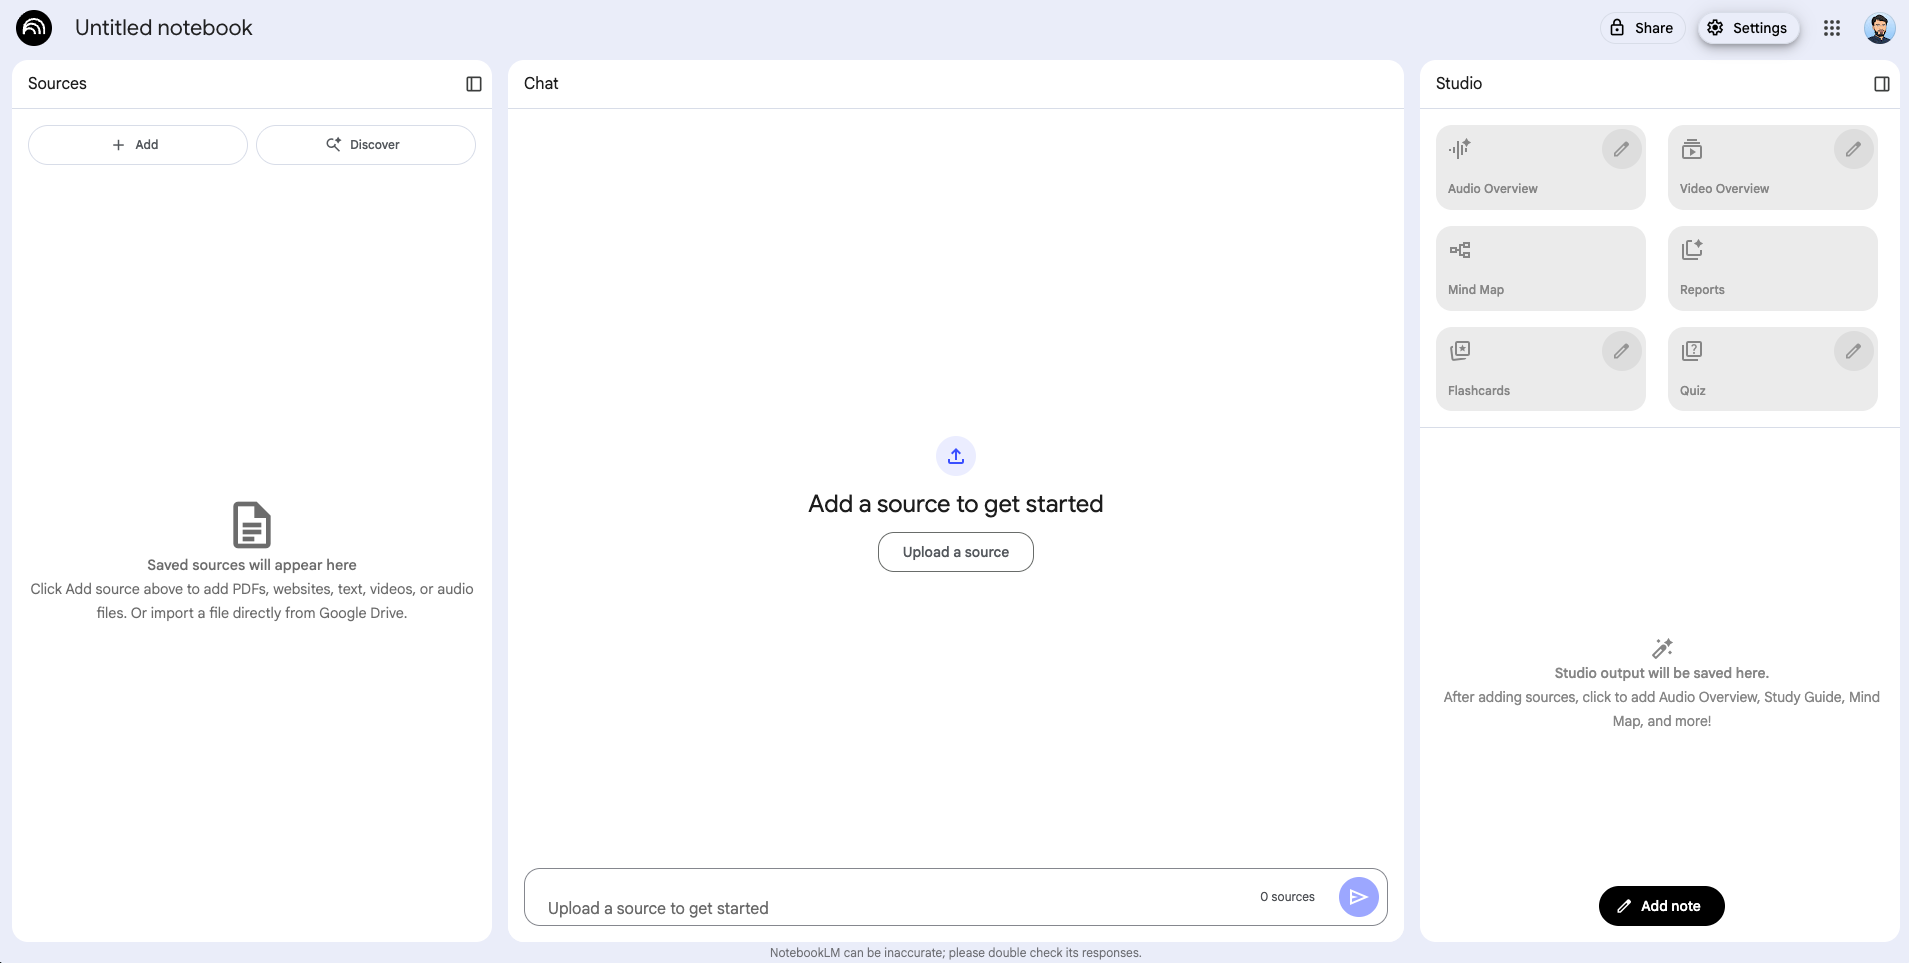 Untitled notebook
Share
Settings
Sources
Add
Discover
Saved sources will appear here
Click Add source above to add PDFs, websites, text, videos, or audio
files. Or import a file directly from Google Drive.
Chat
Add a source to get started
Upload a source
Upload a source to get started
0 sources
NotebookLM can be inaccurate; please double check its responses.
Studio
Audio Overview
Video Overview
Mind Map
Reports
Flashcards
Quiz
Studio output will be saved here.
After adding sources, click to add Audio Overview, Study Guide, Mind
Map, and more!
Add note